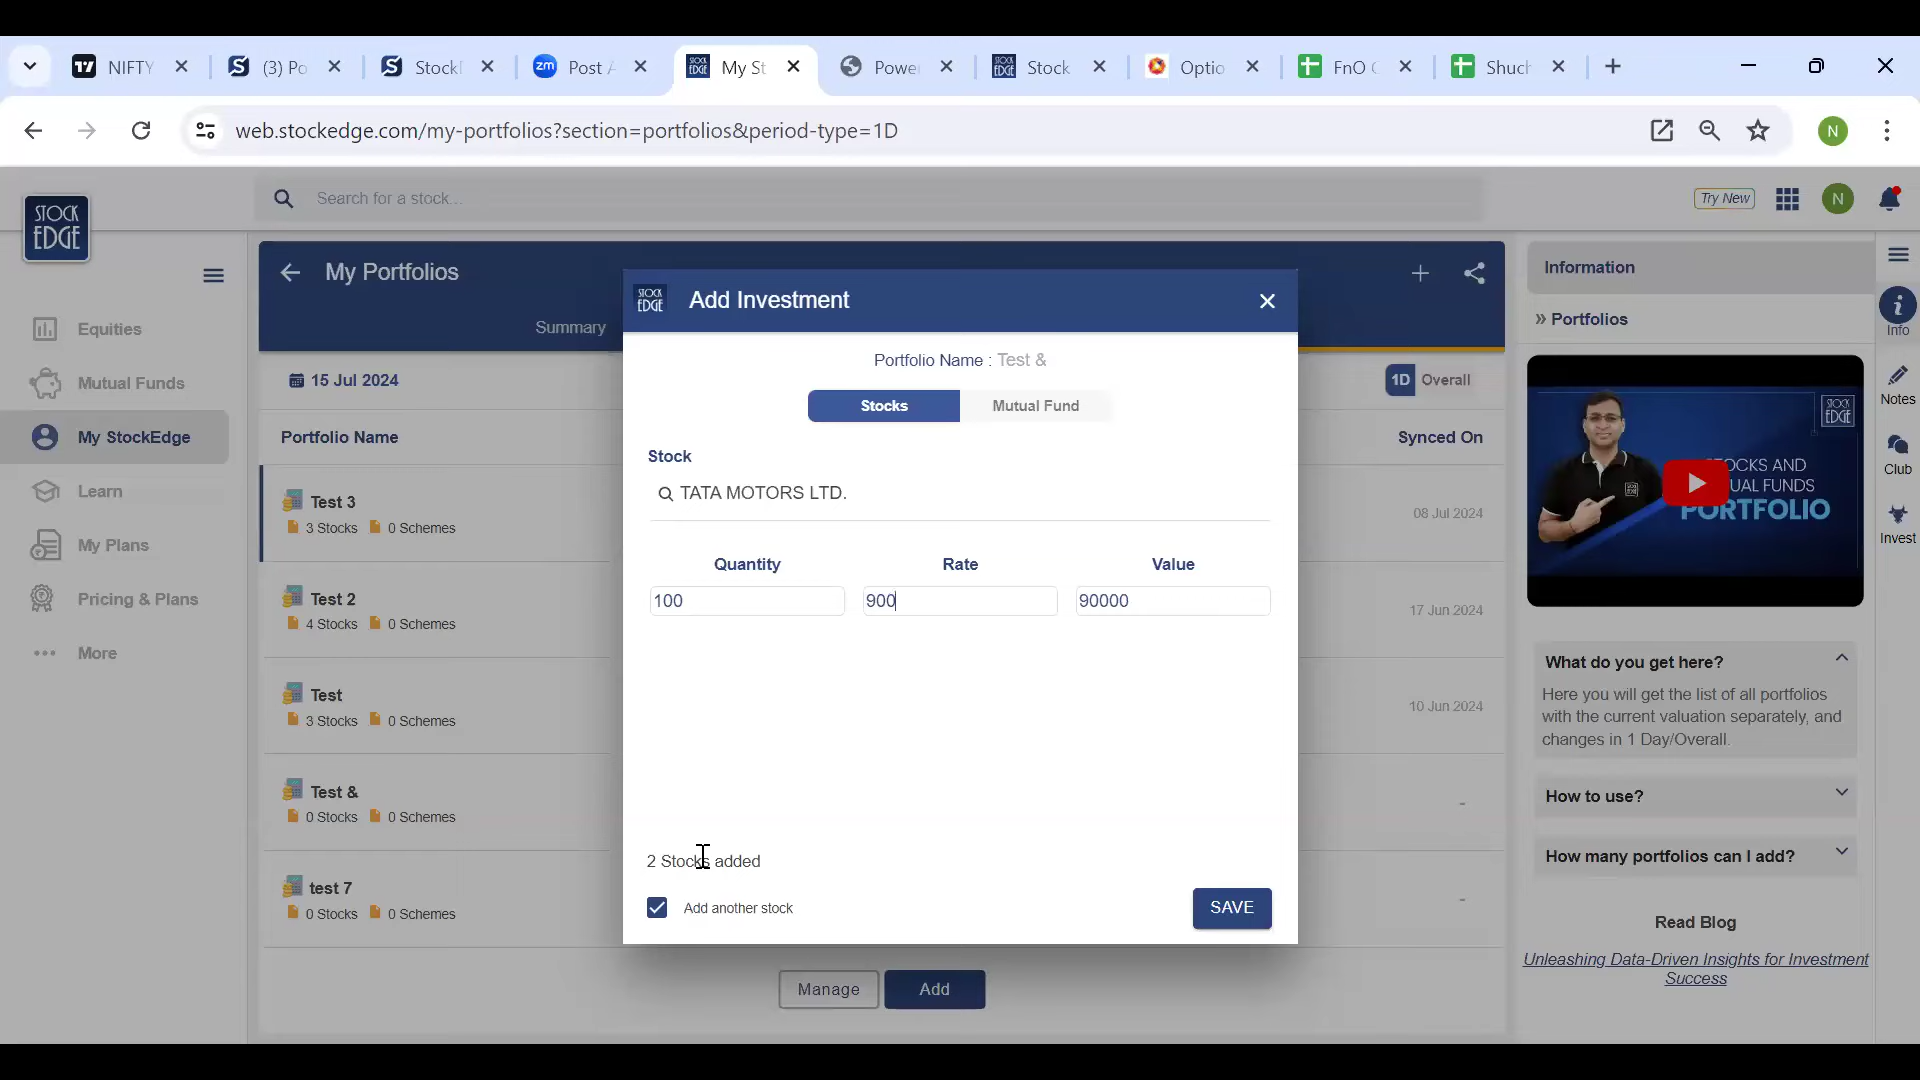 NIFTY
(3) Po
Stock
Post A
My St
Power
Stock
Optio
FnO
Shuch
web.stockedge.com/my-portfolios?section=portfolios&period-type=1D
N
STOCK EDGE
Search for a stock...
Try New
N
Equities
Mutual Funds
My StockEdge
Learn
My Plans
Pricing & Plans
More
My Portfolios
Summary
15 Jul 2024
1D Overall
Portfolio Name
Synced On
Test 3
3 Stocks 0 Schemes
08 Jul 2024
Test 2
4 Stocks 0 Schemes
17 Jun 2024
Test
3 Stocks 0 Schemes
10 Jun 2024
Test &
0 Stocks 0 Schemes
-
test 7
0 Stocks 0 Schemes
-
Manage Add
STOCK EDGE
Add Investment
Portfolio Name : Test &
Stocks Mutual Fund
Stock
TATA MOTORS LTD.
Quantity Rate Value
100 900 90000
2 Stocks added
Add another stock
SAVE
Information
» Portfolios
STOCK EDGE
PORTFOLIO
What do you get here?
Here you will get the list of all portfolios
with the current valuation separately, and
changes in 1 Day/Overall.
How to use?
How many portfolios can I add?
Read Blog
Unleashing Data-Driven Insights for Investment
Success
Info
Notes
Club
Invest